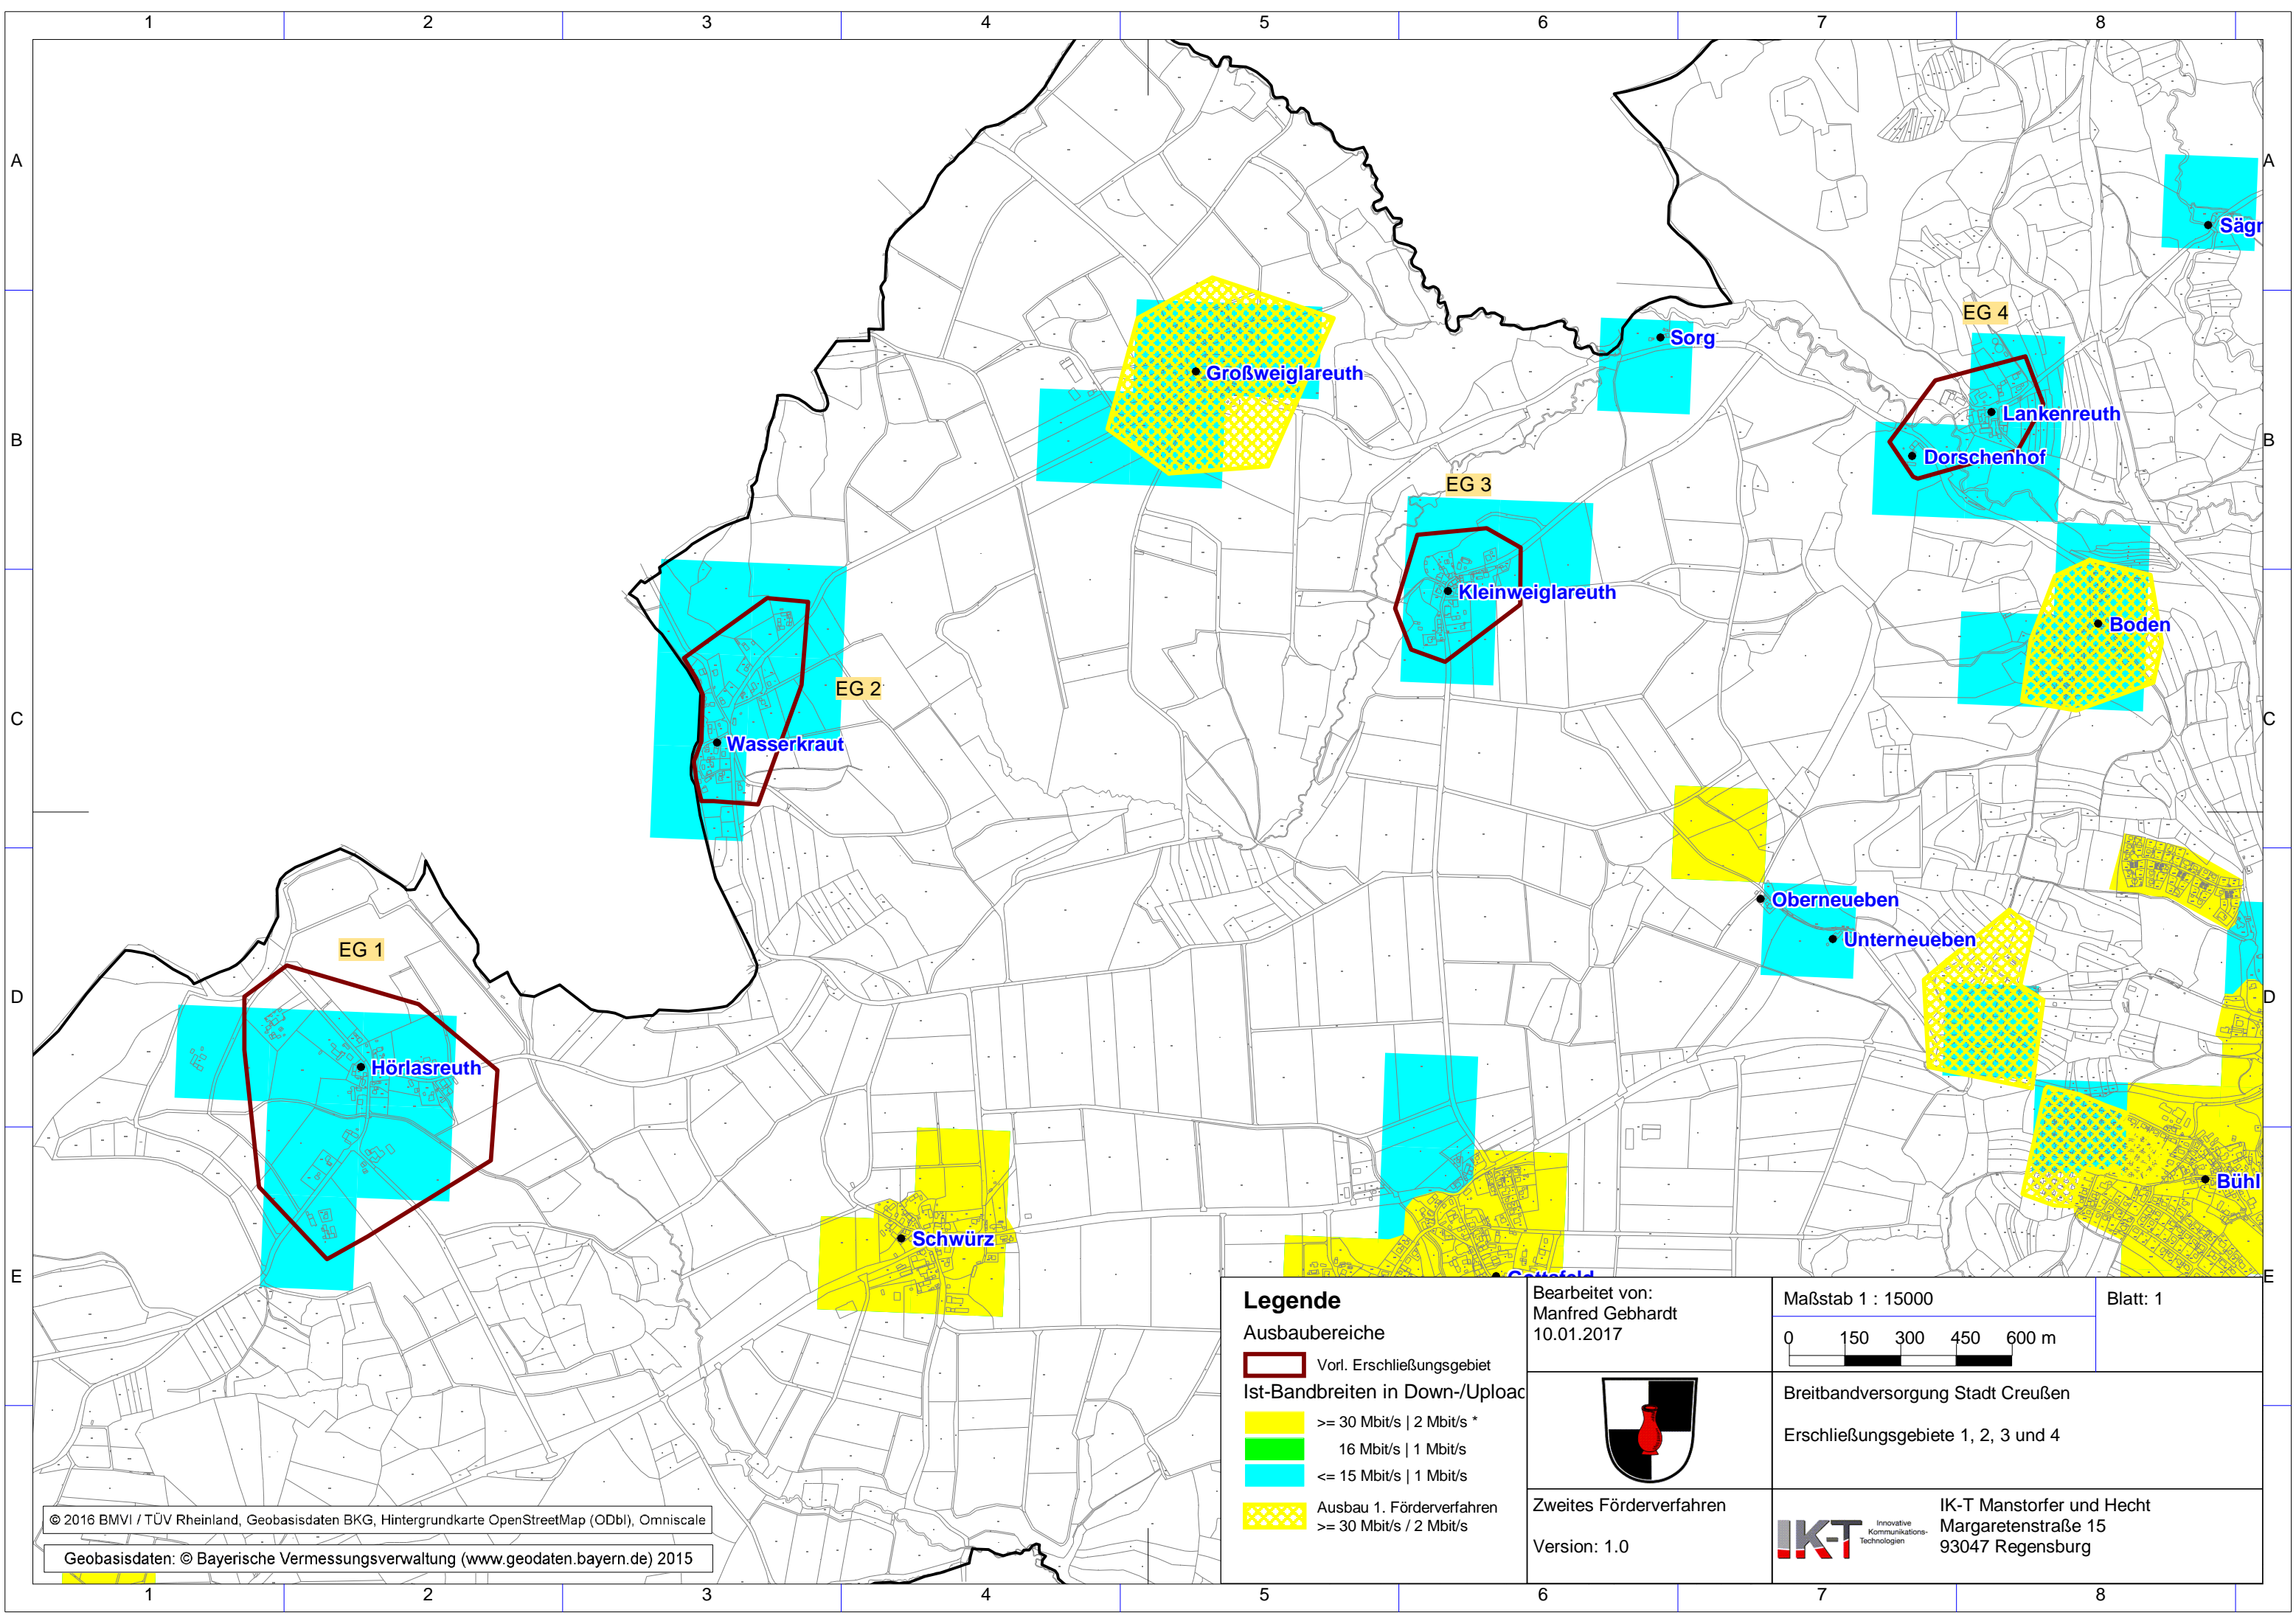 1 2 3 4 5 6 7 8
A
A
Sägr
EG 4
Sorg
Großweiglareuth
Lankenreuth
B
B
Dorschenhof
EG 3
Kleinweiglareuth
Boden
EG 2
C
C
Wasserkraut
Oberneueben
Unterneueben
EG 1
D
D
Hörlasreuth
Bühl
Schwürz
E
E
Legende
Ausbaubereiche
Vorl. Erschließungsgebiet
Ist-Bandbreiten in Down-/Upload
>= 30 Mbit/s | 2 Mbit/s *
16 Mbit/s | 1 Mbit/s
<= 15 Mbit/s | 1 Mbit/s
Ausbau 1. Förderverfahren
>= 30 Mbit/s / 2 Mbit/s
Bearbeitet von:
Manfred Gebhardt
10.01.2017
Maßstab 1 : 15000
Blatt: 1
0 150 300 450 600 m
Breitbandversorgung Stadt Creußen
Erschließungsgebiete 1, 2, 3 und 4
Zweites Förderverfahren
Version: 1.0
IK-T
Innovative
Kommunikations-
Technologien
IK-T Manstorfer und Hecht
Margaretenstraße 15
93047 Regensburg
© 2016 BMVI / TÜV Rheinland, Geobasisdaten BKG, Hintergrundkarte OpenStreetMap (ODbl), Omniscale
Geobasisdaten: © Bayerische Vermessungsverwaltung (www.geodaten.bayern.de) 2015
1 2 3 4 5 6 7 8